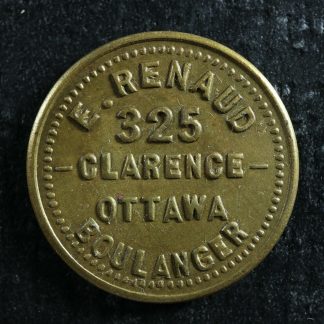 E. RENAUD
325
- CLARENCE -
OTTAWA
BOULANGER